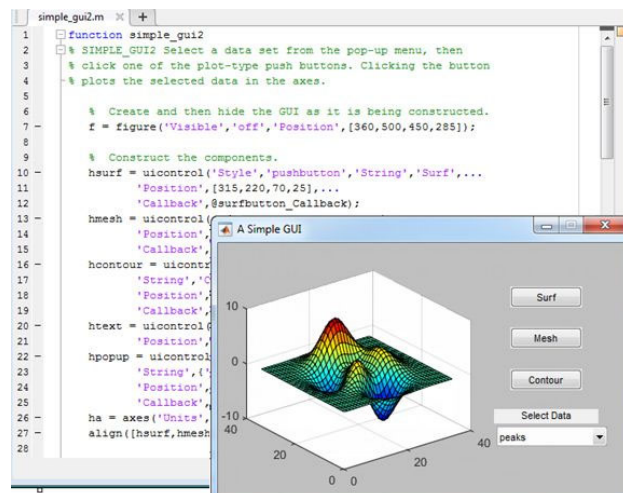 simple_gui2.m
1 function simple_gui2
2 % SIMPLE_GUI2 Select a data set from the pop-up menu, then
3 % click one of the plot-type push buttons. Clicking the button
4 % plots the selected data in the axes.
5
6 % Create and then hide the GUI as it is being constructed.
7 – f = figure('Visible','off','Position',[360,500,450,285]);
8
9 % Construct the components.
10 – hsurf = uicontrol('Style','pushbutton','String','Surf',...
11 'Position',[315,220,70,25],...
12 'Callback',@surfbutton_Callback);
13 – hmesh = uicontrol(
14 'Position',
15 'Callback',
16 – hcontour = uicontr
17 'String','C
18 'Position',
19 'Callback',
20 – htext = uicontrol(
21 'Position',
22 – hpopup = uicontrol
23 'String',{'
24 'Position',
25 'Callback',
26 – ha = axes('Units',
27 – align([hsurf,hmesh
28
A Simple GUI
Surf
Mesh
Contour
Select Data
peaks
10
0
-10
40
20
0
0
20
40